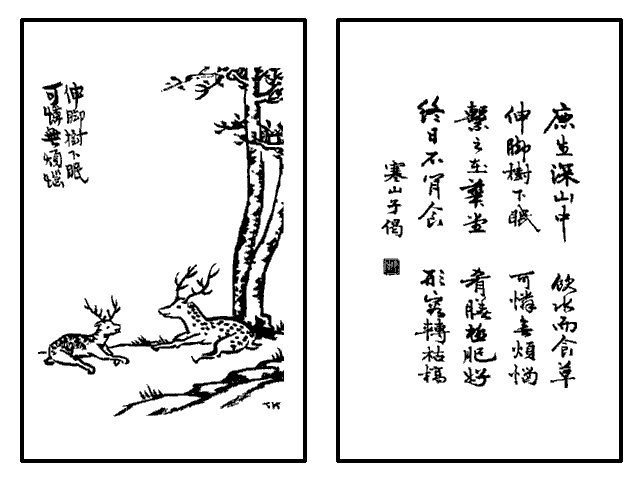 鹿生深山中 飲水而食草
伸脚樹下眠 可憐無煩惱
繫之在華堂 肴膳極肥好
終日不肯食 形容轉枯槁
寒山子偈
伸脚樹下眠
可憐無煩惱
TK